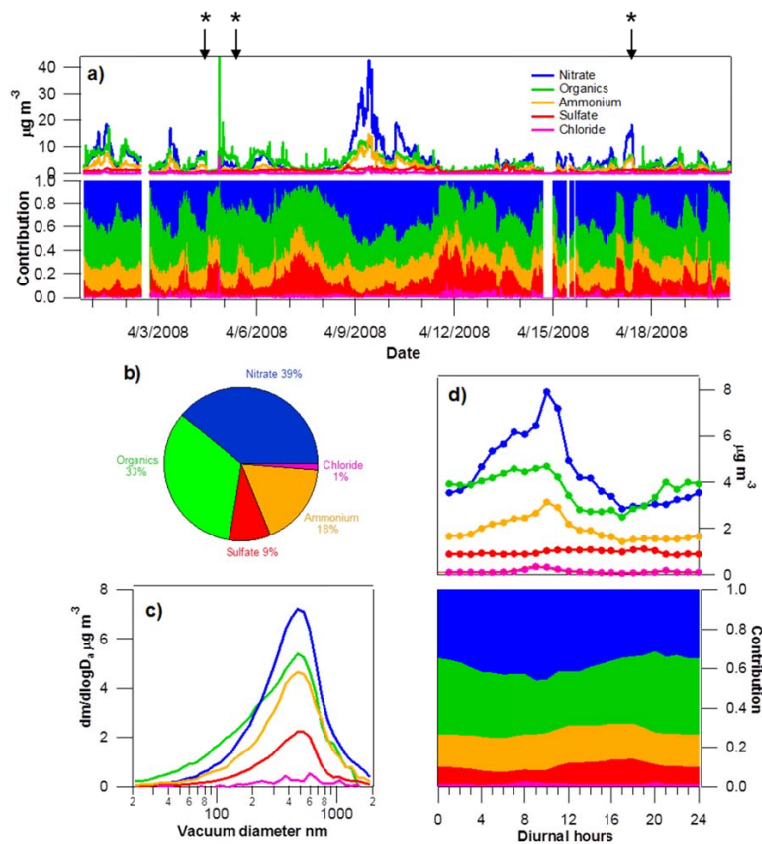 * * *
a)
µg m-3
40
30
20
10
0
Nitrate
Organics
Ammonium
Sulfate
Chloride
Contribution
1.0
0.8
0.6
0.4
0.2
0.0
4/3/2008 4/6/2008 4/9/2008 4/12/2008 4/15/2008 4/18/2008
Date
b)
Nitrate 39%
Organics
Chloride
1%
Ammonium
18%
Sulfate 9%
d)
8
6
4
2
0
µg m-3
c)
dm/dlogDa µg m-3
8
6
4
2
0
2 4 6 8 100 2 4 6 8 1000 2
Vacuum diameter nm
1.0
0.8
0.6
0.4
0.2
0.0
Contribution
0 4 8 12 16 20 24
Diurnal hours